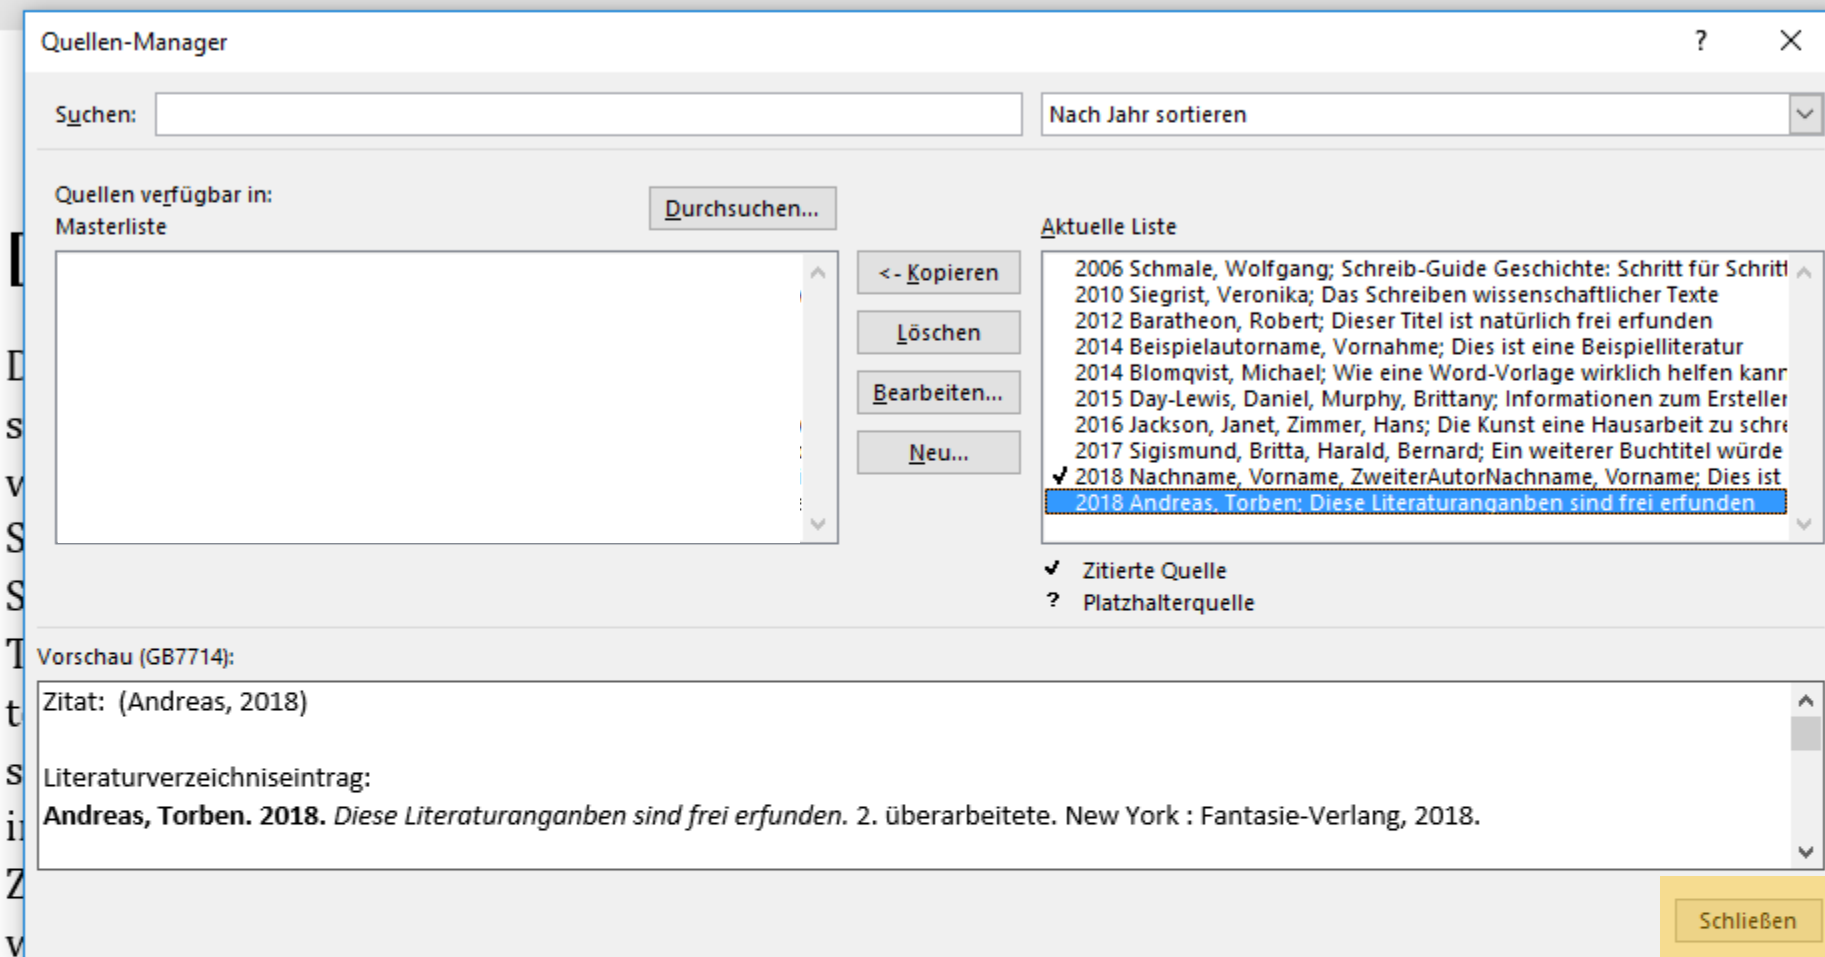 Quellen-Manager
Suchen:
Nach Jahr sortieren
Quellen verfügbar in:
Masterliste
Durchsuchen...
<- Kopieren
Löschen
Bearbeiten...
Neu...
Aktuelle Liste
2006 Schmale, Wolfgang; Schreib-Guide Geschichte: Schritt für Schritt
2010 Siegrist, Veronika; Das Schreiben wissenschaftlicher Texte
2012 Baratheon, Robert; Dieser Titel ist natürlich frei erfunden
2014 Beispielautorname, Vornahme; Dies ist eine Beispielliteratur
2014 Blomqvist, Michael; Wie eine Word-Vorlage wirklich helfen kann
2015 Day-Lewis, Daniel, Murphy, Brittany; Informationen zum Ersteller
2016 Jackson, Janet, Zimmer, Hans; Die Kunst eine Hausarbeit zu schre
2017 Sigismund, Britta, Harald, Bernard; Ein weiterer Buchtitel würde
✓ 2018 Nachname, Vorname, ZweiterAutorNachname, Vorname; Dies ist
2018 Andreas, Torben; Diese Literaturanganben sind frei erfunden
✓ Zitierte Quelle
? Platzhalterquelle
Vorschau (GB7714):
Zitat: (Andreas, 2018)
Literaturverzeichniseintrag:
Andreas, Torben. 2018. Diese Literaturanganben sind frei erfunden. 2. überarbeitete. New York : Fantasie-Verlang, 2018.
Schließen